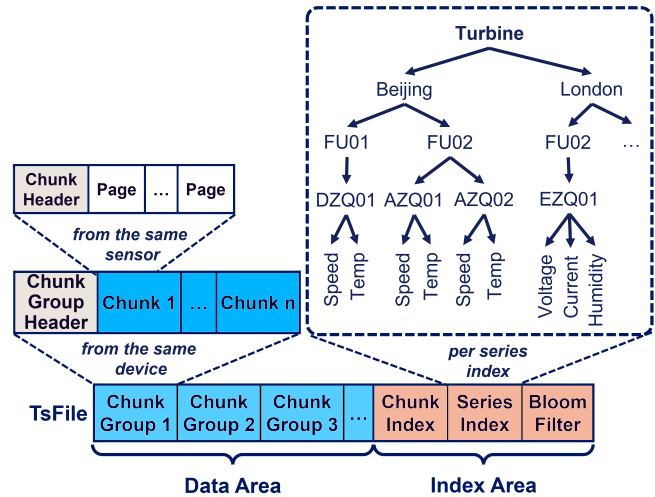 Turbine
Beijing London
FU01 FU02 FU02 ...
DZQ01 AZQ01 AZQ02 EZQ01
Speed Temp Speed Temp Speed Temp Voltage Current Humidity
Chunk Header Page ... Page
from the same
sensor
Chunk Group Header Chunk 1 ... Chunk n
from the same
device
per series
index
TsFile
Chunk Group 1 Chunk Group 2 Chunk Group 3 ... Chunk Index Series Index Bloom Filter
Data Area Index Area